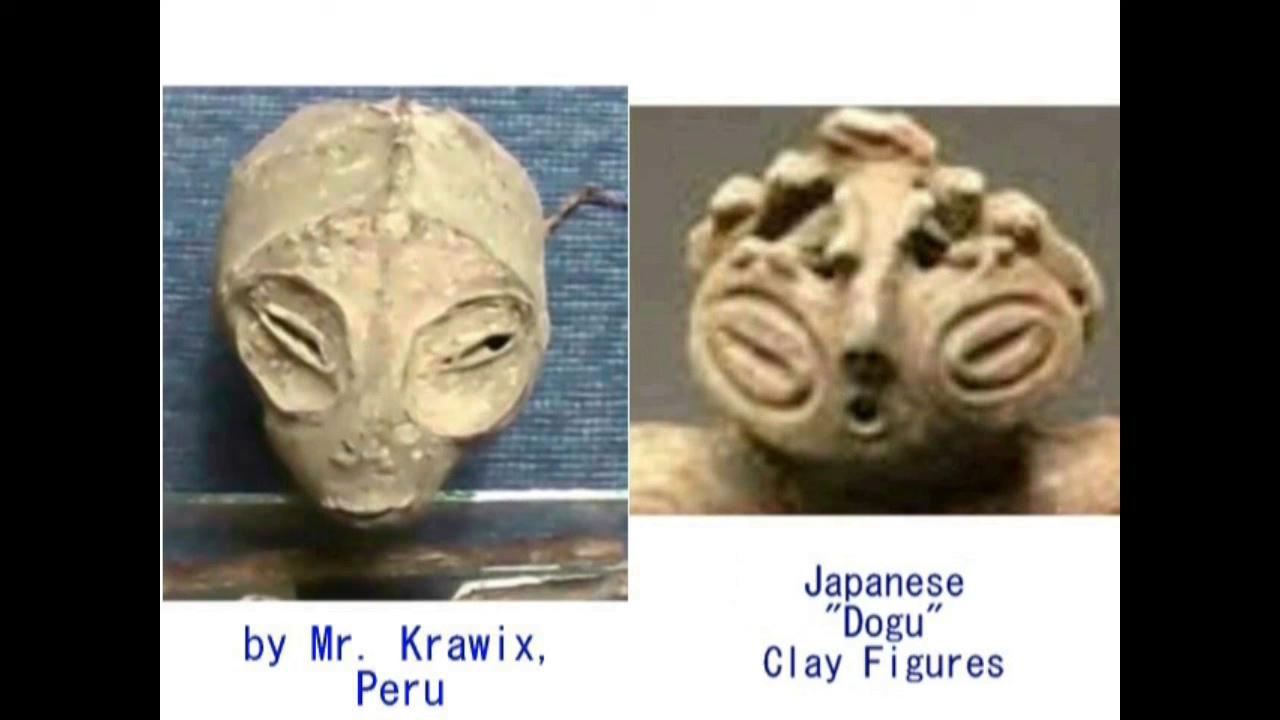 by Mr. Krawix,
Peru
Japanese
"Dogu"
Clay Figures